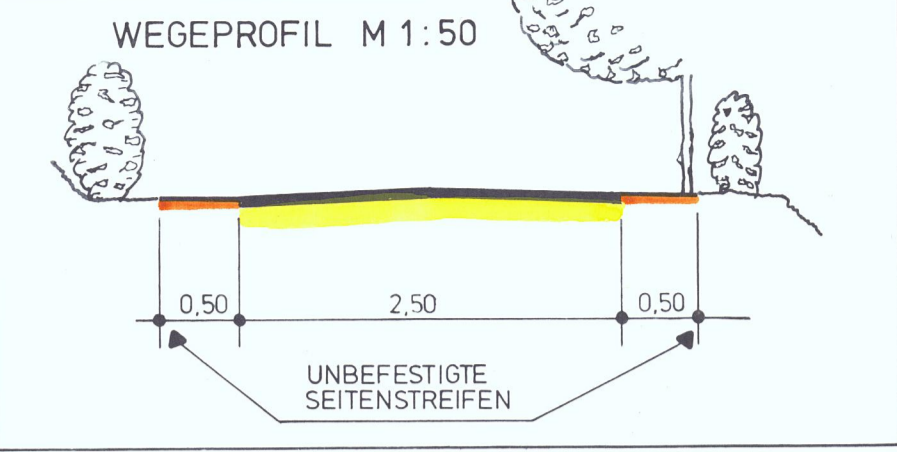 WEGEPROFIL M 1:50
0,50 2,50 0,50
UNBEFESTIGTE
SEITENSTREIFEN